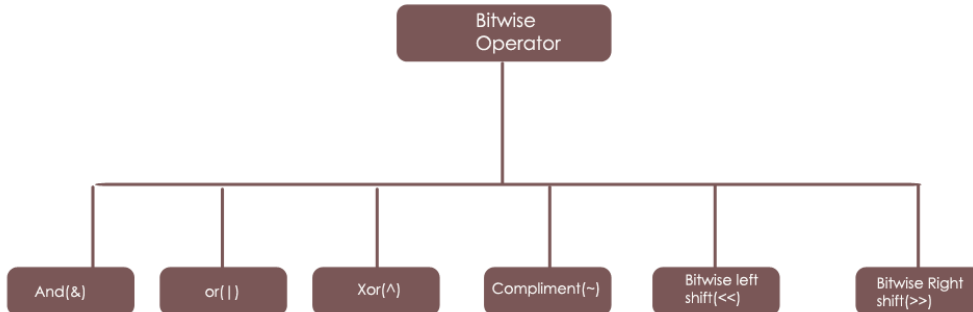 Bitwise
Operator
And(&)
or(|)
Xor(^)
Compliment(~)
Bitwise left
shift(<<)
Bitwise Right
shift(>>)